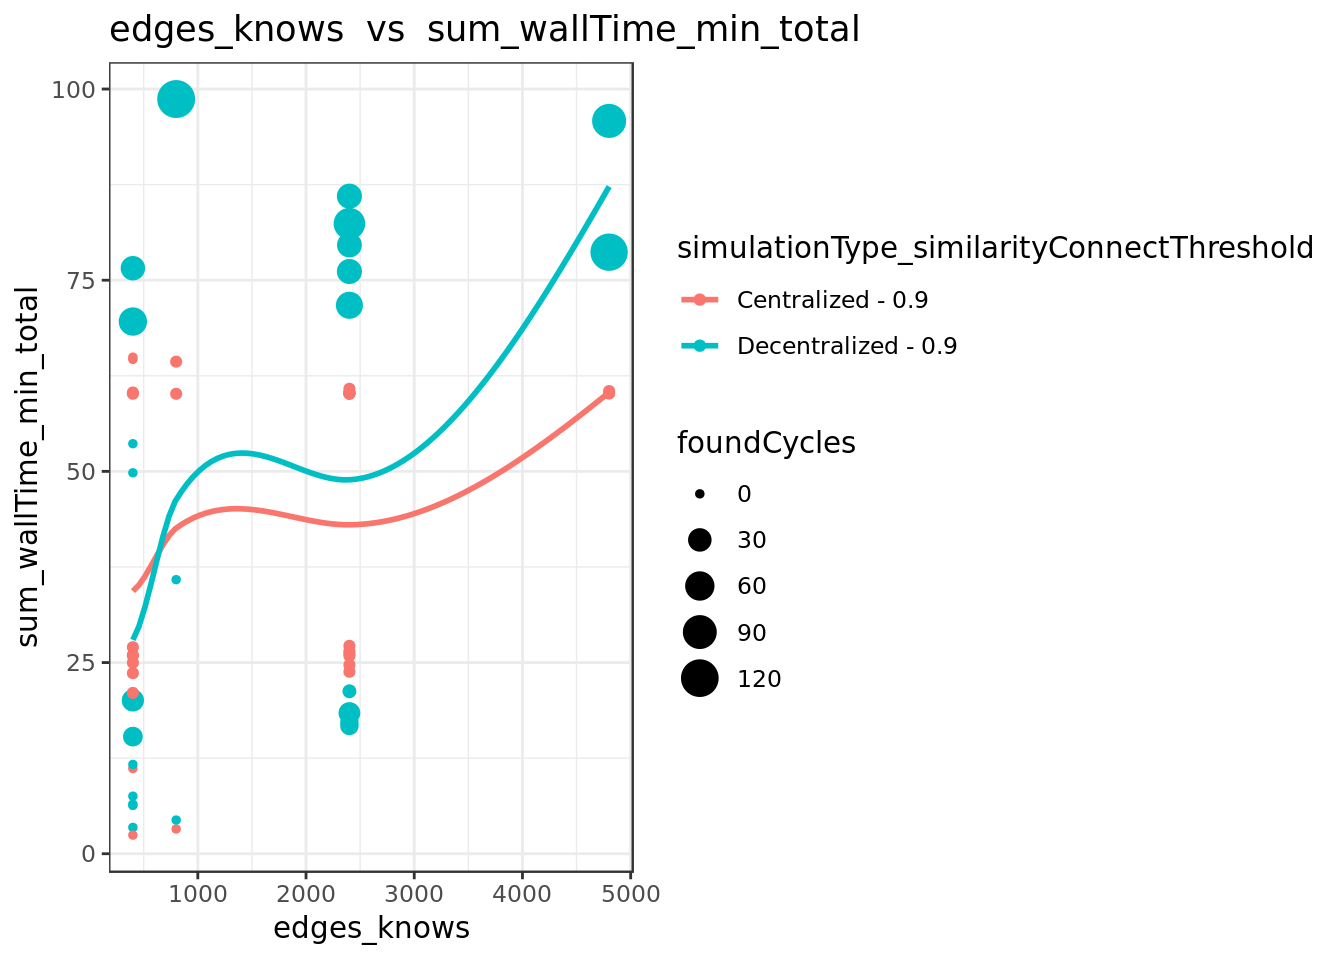 edges_knows  vs  sum_wallTime_min_total
sum_wallTime_min_total
100
75
50
25
0
1000
2000
3000
4000
5000
edges_knows
simulationType_similarityConnectThreshold
Centralized - 0.9
Decentralized - 0.9
foundCycles
0
30
60
90
120